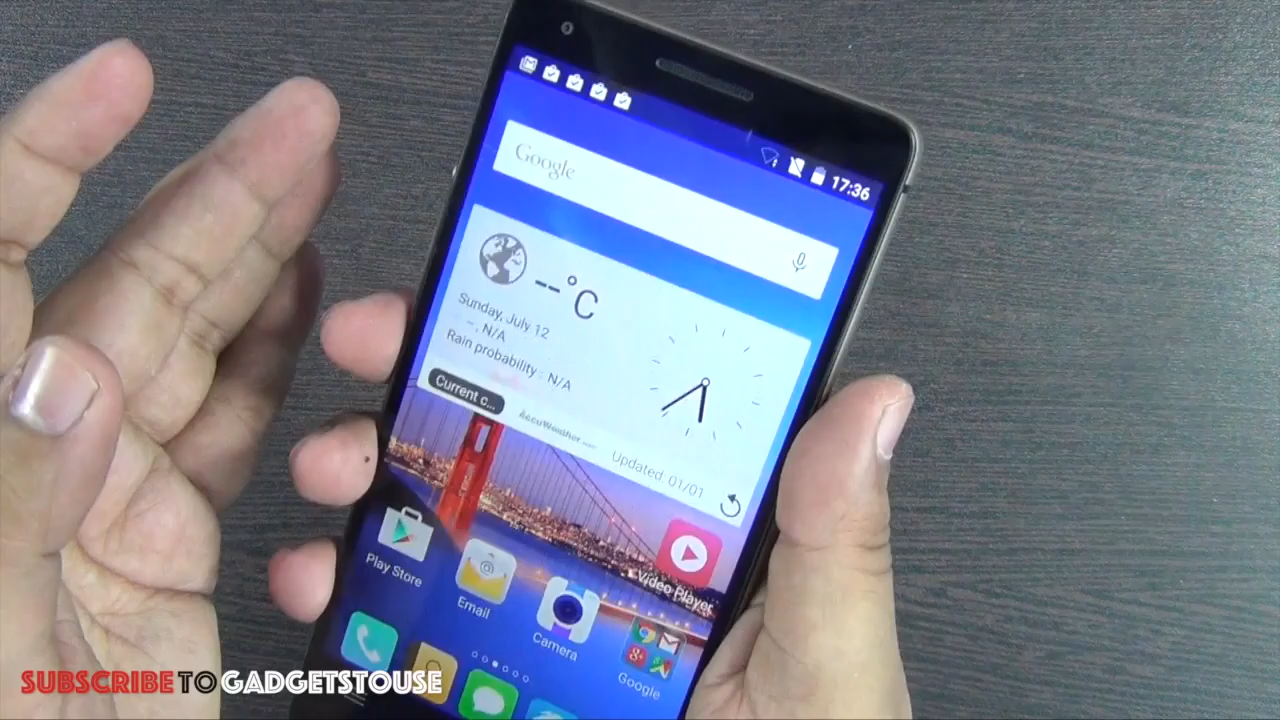 17:36
Google
--°C
Sunday, July 12
--, N/A
Rain probability : N/A
Current c...
AccuWeather.com
Updated 01/01
Play Store
Email
Camera
Video Player
Google
SUBSCRIBE TO GADGETSTOUSE